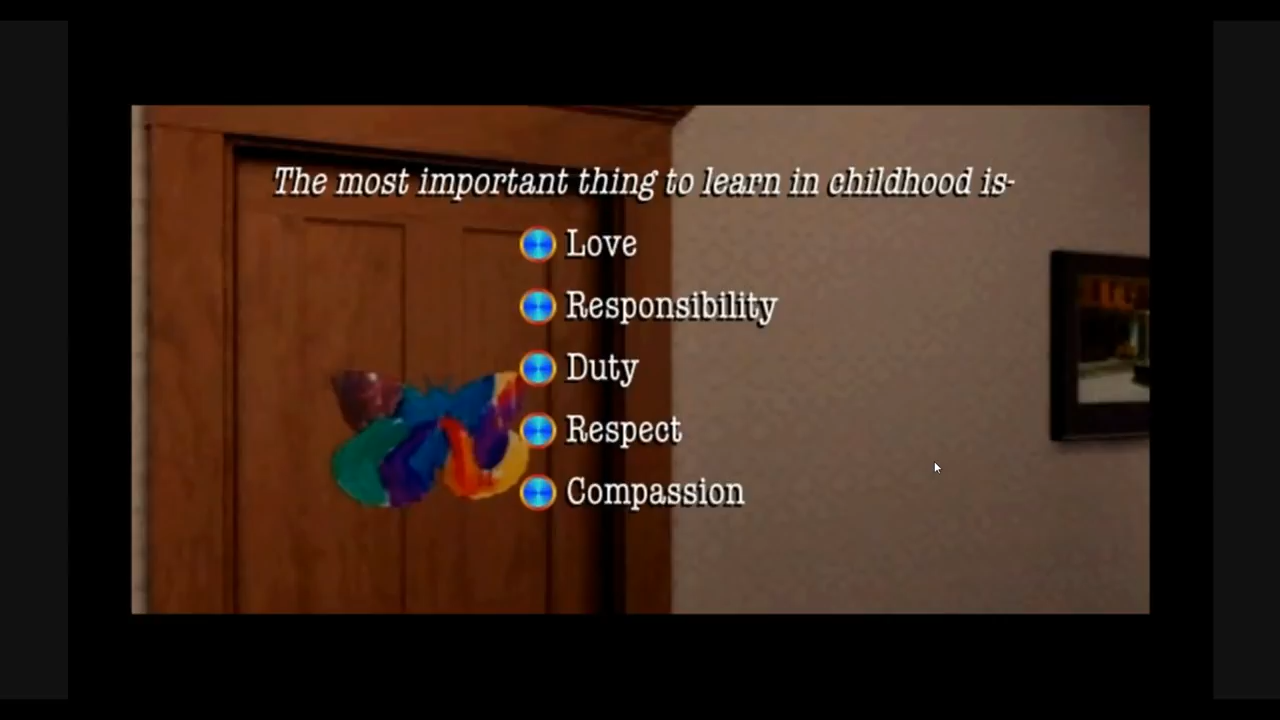 The most important thing to learn in childhood is-
Love
Responsibility
Duty
Respect
Compassion